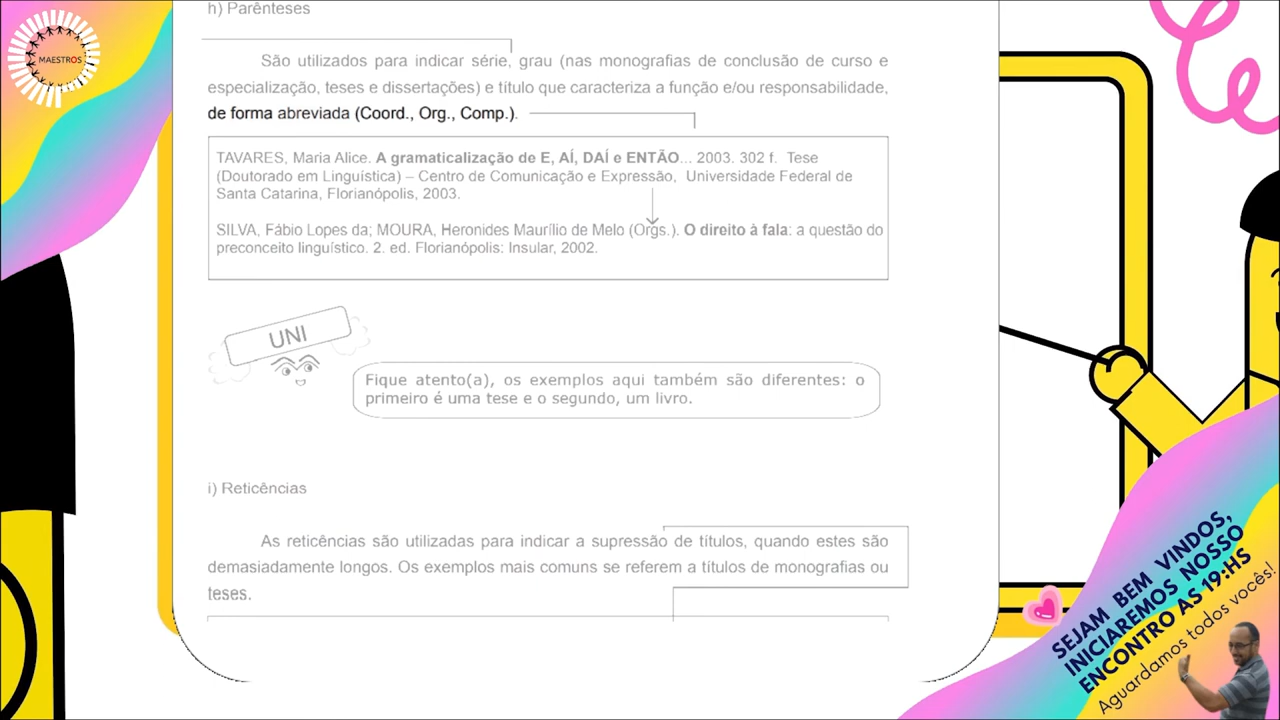 MAESTROS
h) Parênteses
São utilizados para indicar série, grau (nas monografias de conclusão de curso e
especialização, teses e dissertações) e título que caracteriza a função e/ou responsabilidade,
de forma abreviada (Coord., Org., Comp.).
TAVARES, Maria Alice. A gramaticalização de E, AÍ, DAÍ e ENTÃO... 2003. 302 f. Tese
(Doutorado em Linguística) – Centro de Comunicação e Expressão, Universidade Federal de
Santa Catarina, Florianópolis, 2003.
SILVA, Fábio Lopes da; MOURA, Heronides Maurílio de Melo (Orgs.). O direito à fala: a questão do
preconceito linguístico. 2. ed. Florianópolis: Insular, 2002.
UNI
Fique atento(a), os exemplos aqui também são diferentes: o
primeiro é uma tese e o segundo, um livro.
i) Reticências
As reticências são utilizadas para indicar a supressão de títulos, quando estes são
demasiadamente longos. Os exemplos mais comuns se referem a títulos de monografias ou
teses.
SEJAM BEM VINDOS,
INICIAREMOS NOSSO
ENCONTRO AS 19:HS
Aguardamos todos vocês!